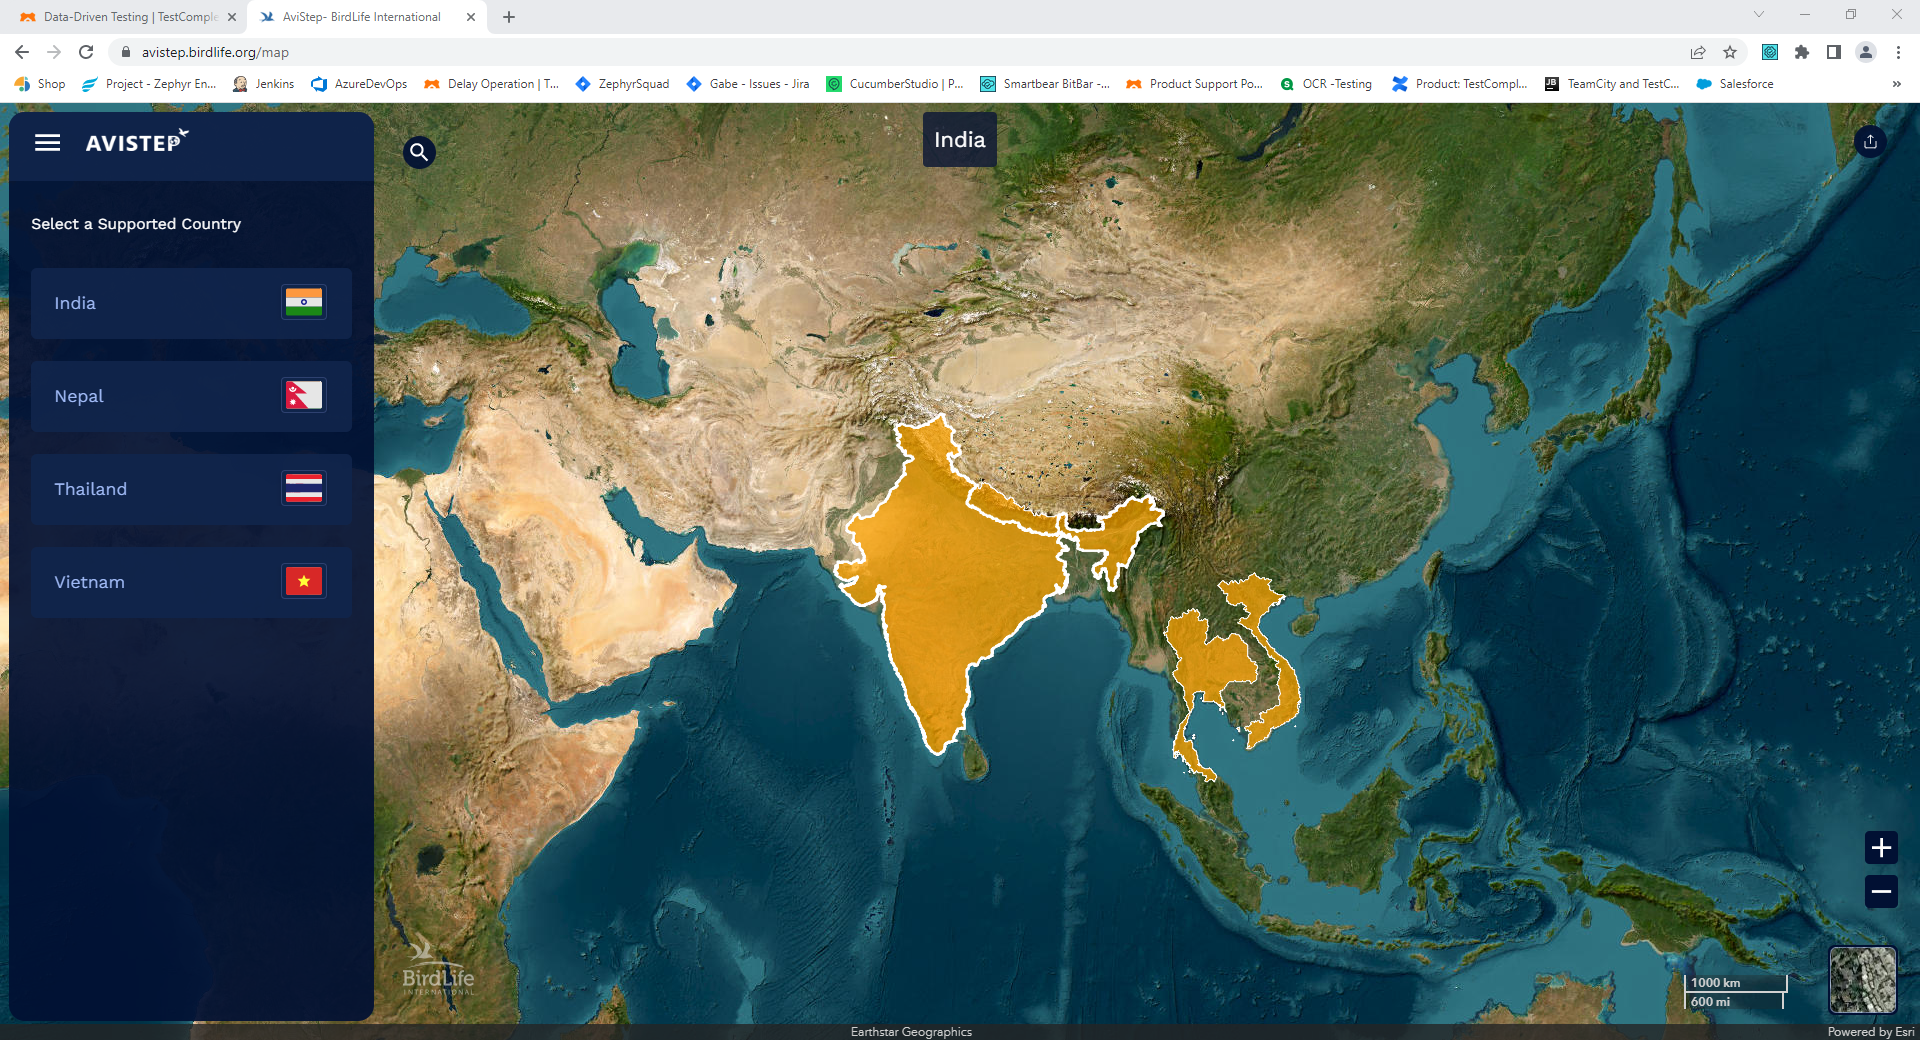 Data-Driven Testing | TestComple
AviStep- BirdLife International
avistep.birdlife.org/map
Shop
Project - Zephyr En...
Jenkins
AzureDevOps
Delay Operation | T...
ZephyrSquad
Gabe - Issues - Jira
CucumberStudio | P...
Smartbear BitBar -...
Product Support Po...
OCR -Testing
Product: TestCompl...
TeamCity and TestC...
Salesforce
AVISTEP
India
Select a Supported Country
India
Nepal
Thailand
Vietnam
BirdLife
INTERNATIONAL
1000 km
600 mi
Earthstar Geographics
Powered by Esri